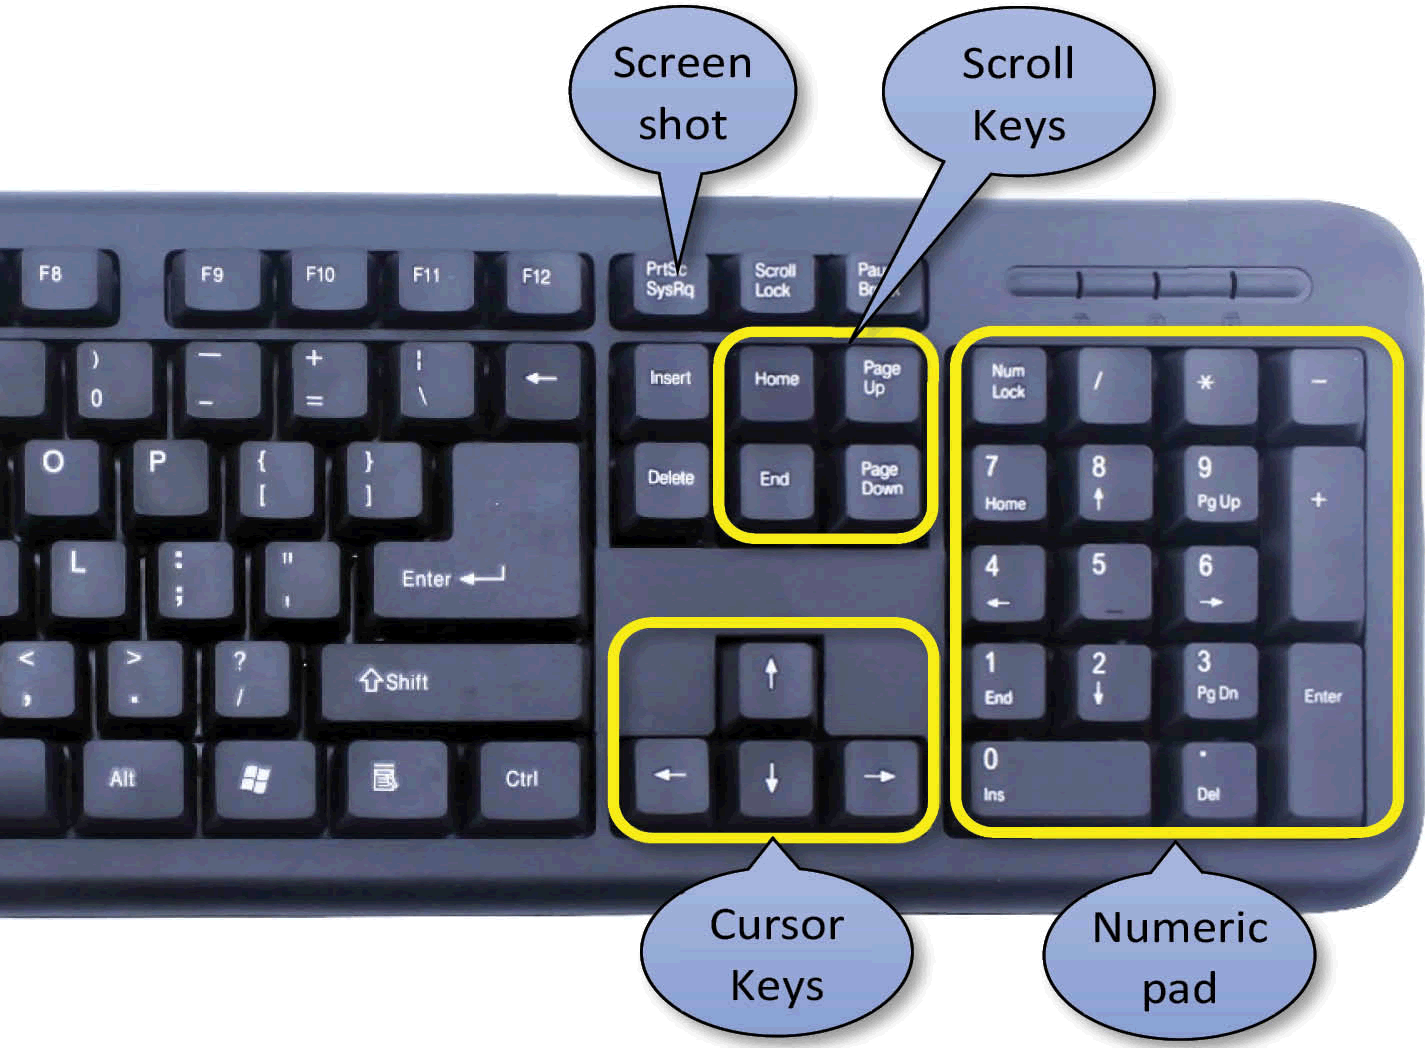 Screen
shot
Scroll
Keys
F8
F9
F10
F11
F12
PrtSc
SysRq
Scroll
Lock
)
0
—
–
+
=
¦
\
←
Insert
Home
Page
Up
Num
Lock
/
*
–
O
P
{
[
}
]
Delete
End
Page
Down
7
Home
8
↑
9
Pg Up
+
L
:
;
"
'
Enter
4
←
5
6
→
<
,
>
.
?
/
Shift
↑
1
End
2
↓
3
Pg Dn
Enter
Alt
Ctrl
←
↓
→
0
Ins
.
Del
Cursor
Keys
Numeric
pad